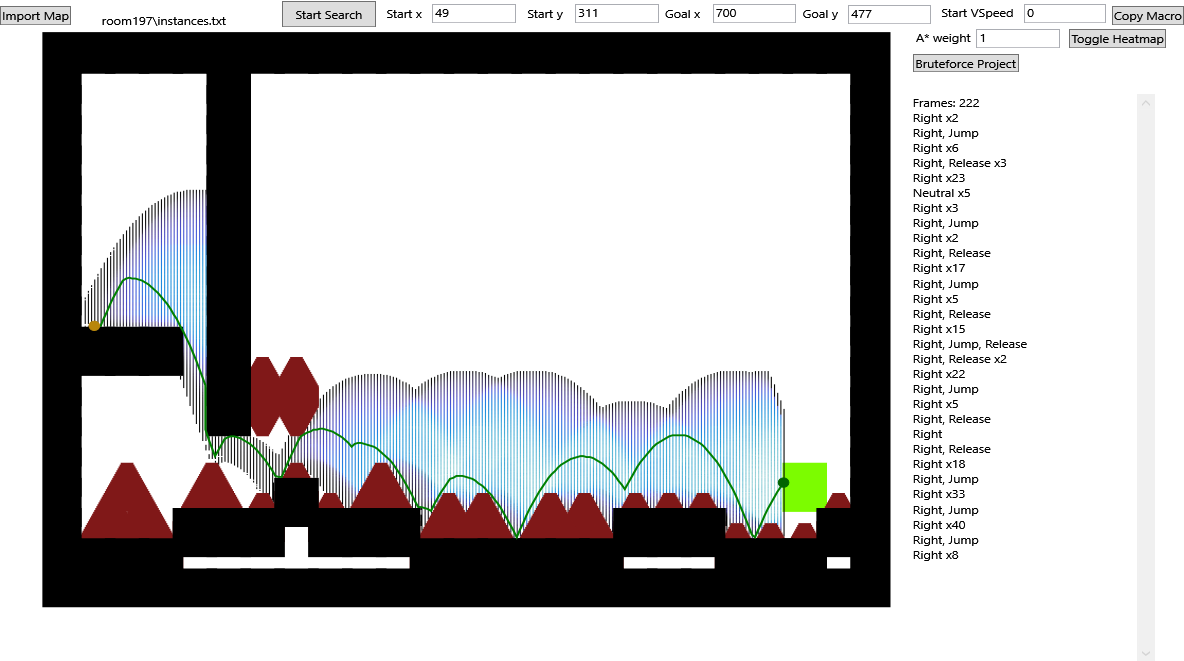 Import Map
room197\instances.txt
Start Search
Start x 49
Start y 311
Goal x 700
Goal y 477
Start VSpeed 0
Copy Macro
A* weight 1
Toggle Heatmap
Bruteforce Project
Frames: 222
Right x2
Right, Jump
Right x6
Right, Release x3
Right x23
Neutral x5
Right x3
Right, Jump
Right x2
Right, Release
Right x17
Right, Jump
Right x5
Right, Release
Right x15
Right, Jump, Release
Right, Release x2
Right x22
Right, Jump
Right x5
Right, Release
Right
Right, Release
Right x18
Right, Jump
Right x33
Right, Jump
Right x40
Right, Jump
Right x8